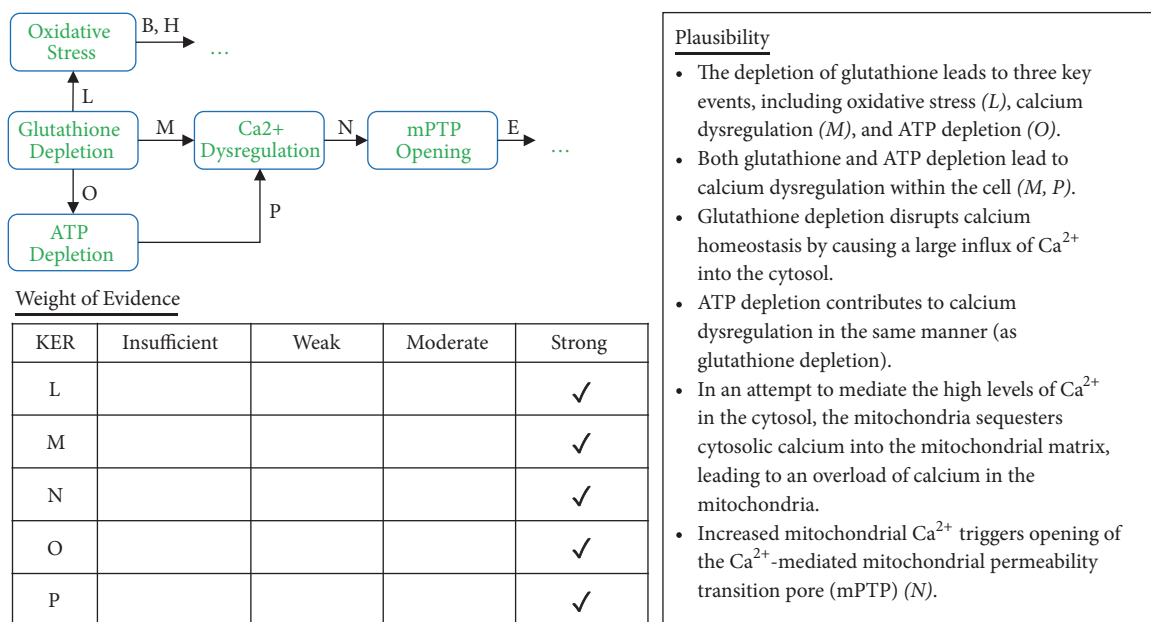 Oxidative
Stress
B, H
…
L
Glutathione
Depletion
M
Ca2+
Dysregulation
N
mPTP
Opening
E
…
O
P
ATP
Depletion
Weight of Evidence
KER Insufficient Weak Moderate Strong
L ✓
M ✓
N ✓
O ✓
P ✓
Plausibility
• The depletion of glutathione leads to three key
events, including oxidative stress (L), calcium
dysregulation (M), and ATP depletion (O).
• Both glutathione and ATP depletion lead to
calcium dysregulation within the cell (M, P).
• Glutathione depletion disrupts calcium
homeostasis by causing a large influx of Ca²⁺
into the cytosol.
• ATP depletion contributes to calcium
dysregulation in the same manner (as
glutathione depletion).
• In an attempt to mediate the high levels of Ca²⁺
in the cytosol, the mitochondria sequesters
cytosolic calcium into the mitochondrial matrix,
leading to an overload of calcium in the
mitochondria.
• Increased mitochondrial Ca²⁺ triggers opening of
the Ca²⁺-mediated mitochondrial permeability
transition pore (mPTP) (N).